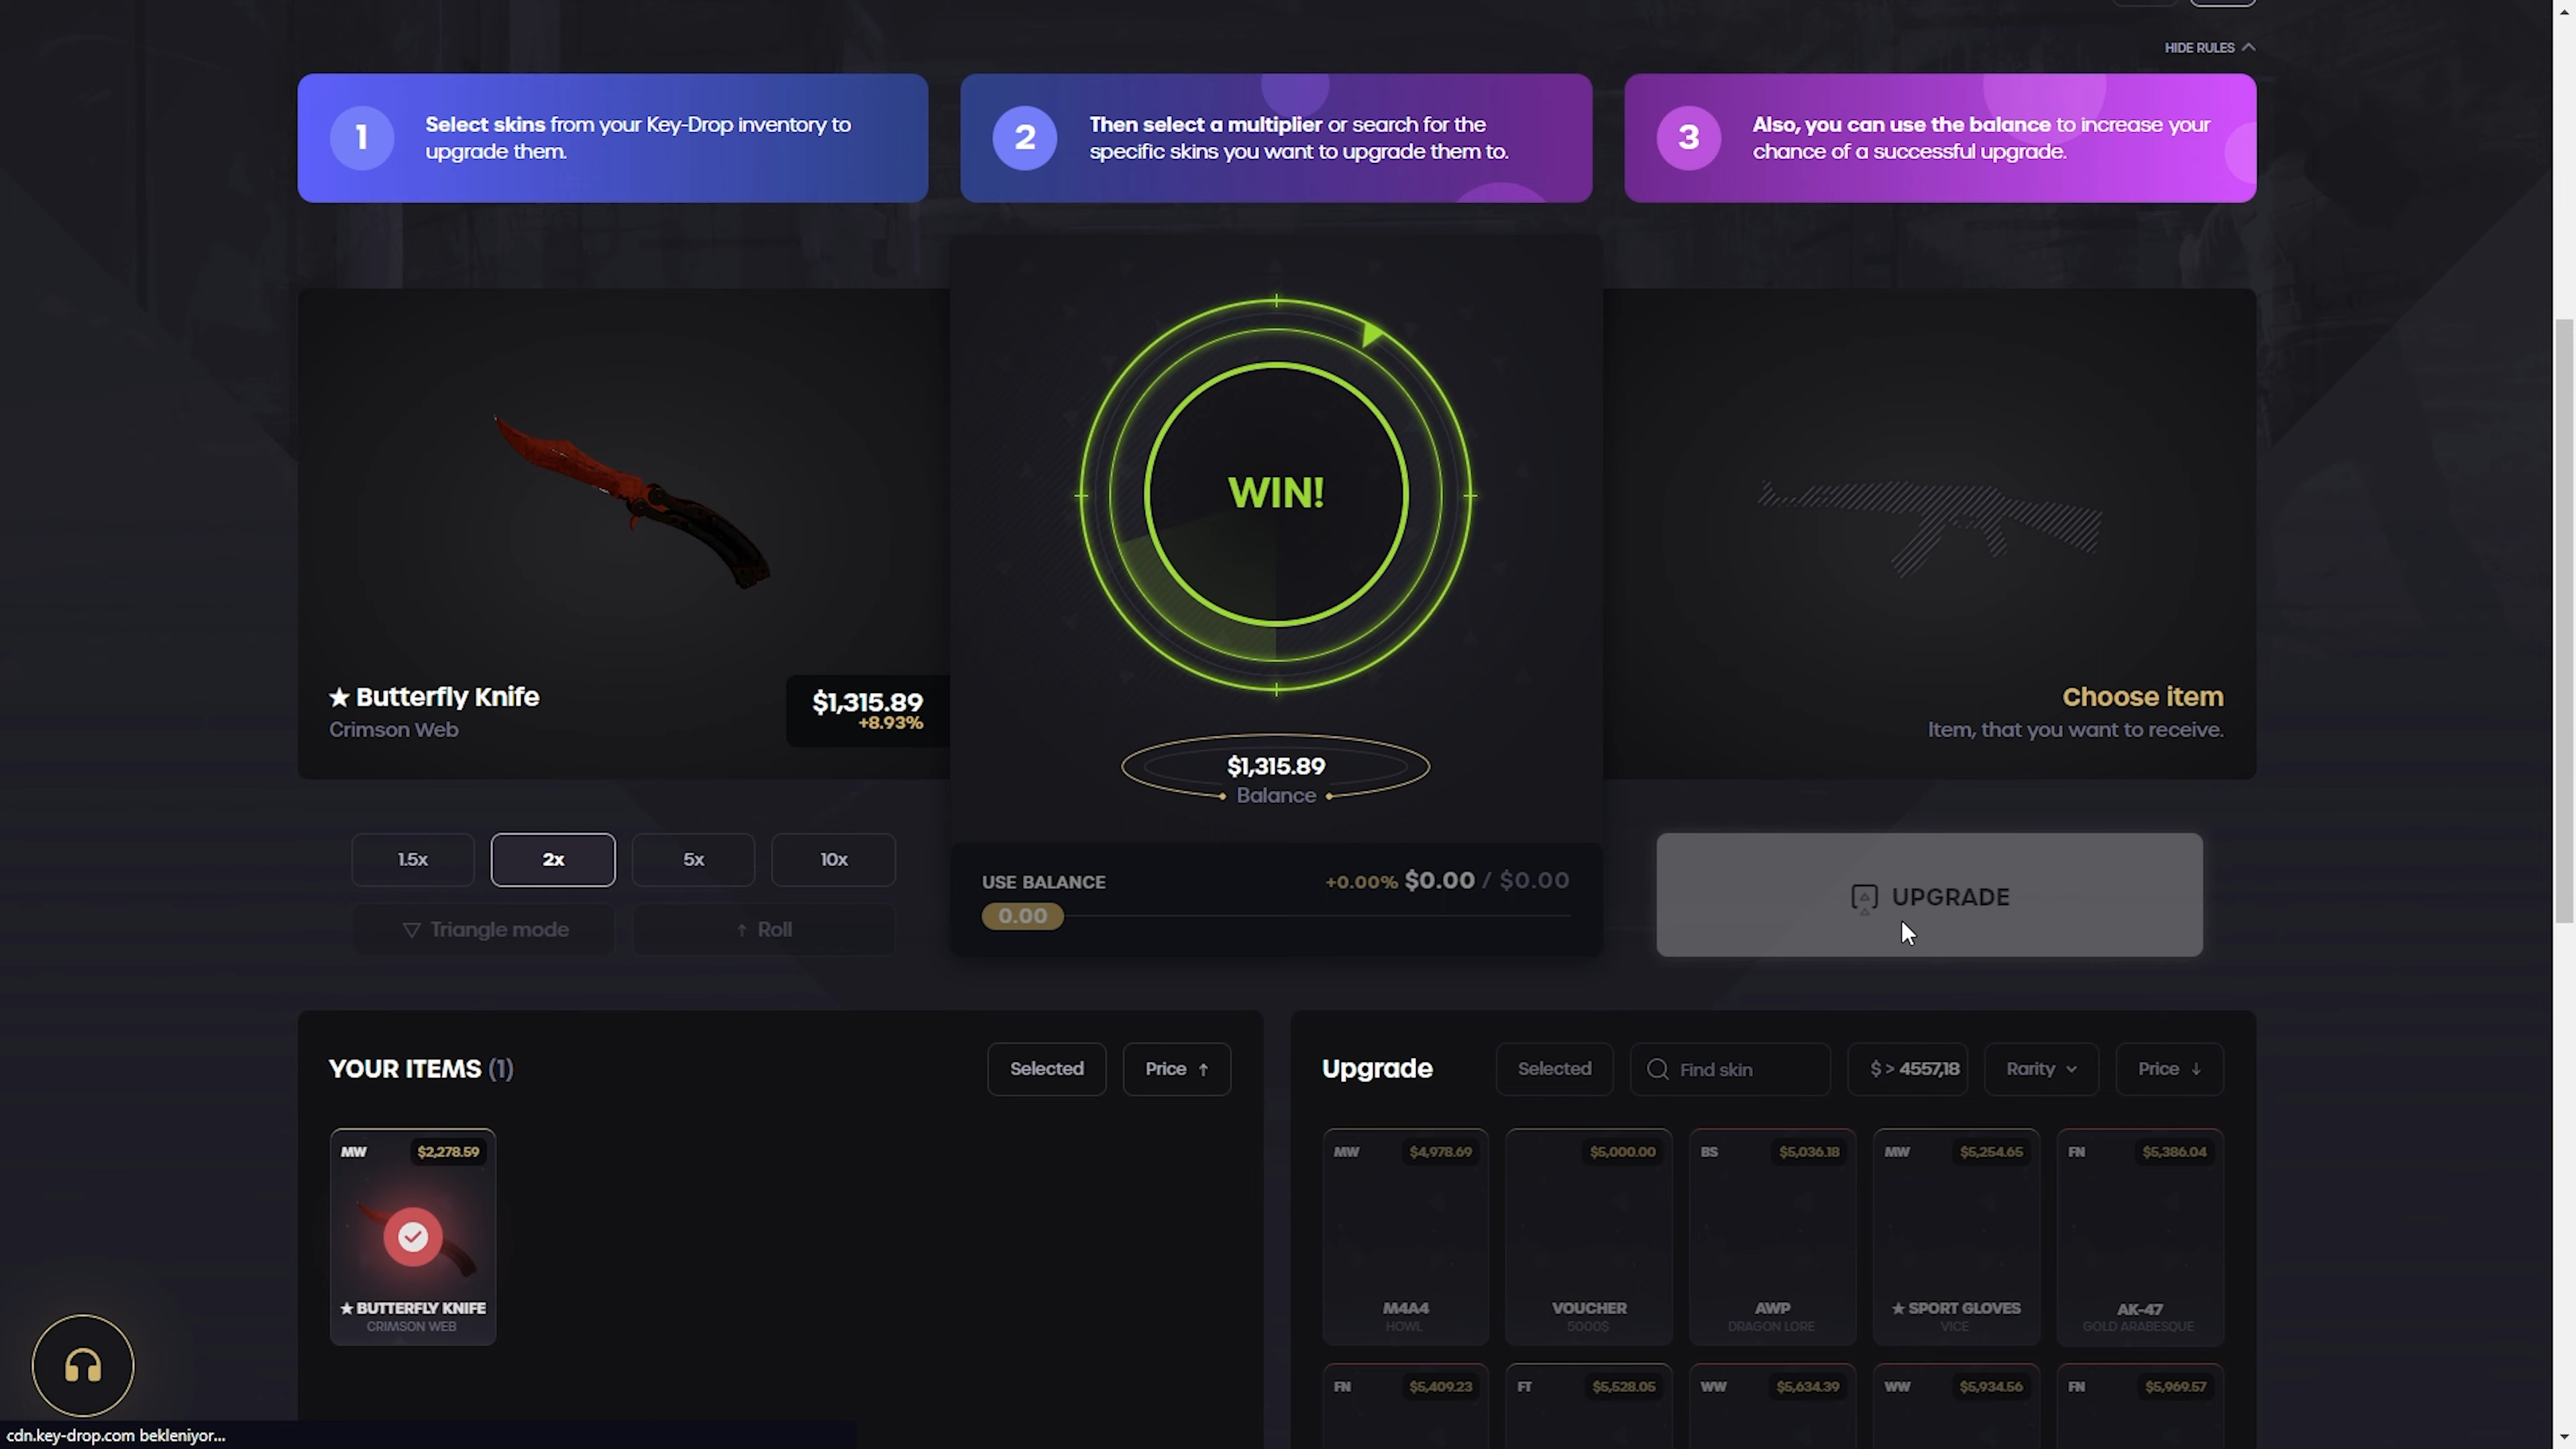 HIDE RULES
1
Select skins from your Key-Drop inventory to
upgrade them.
2
Then select a multiplier or search for the
specific skins you want to upgrade them to.
3
Also, you can use the balance to increase your
chance of a successful upgrade.
WIN!
★ Butterfly Knife
Crimson Web
$1,315.89
+8.93%
$1,315.89
Balance
Choose item
Item, that you want to receive.
1.5x
2x
5x
10x
Triangle mode
↑ Roll
USE BALANCE
+0.00% $0.00 / $0.00
0.00
UPGRADE
YOUR ITEMS (1)
Selected
Price ↑
MW
$2,278.59
★ BUTTERFLY KNIFE
CRIMSON WEB
Upgrade
Selected
Find skin
$ > 4557,18
Rarity
Price ↓
MW
$4,978.69
M4A4
HOWL
$5,000.00
VOUCHER
5000$
BS
$5,036.18
AWP
DRAGON LORE
MW
$5,254.65
★ SPORT GLOVES
VICE
FN
$5,386.04
AK-47
GOLD ARABESQUE
FN
$5,409.23
FT
$5,528.05
WW
$5,634.39
WW
$5,934.56
FN
$5,969.57
cdn.key-drop.com bekleniyor...